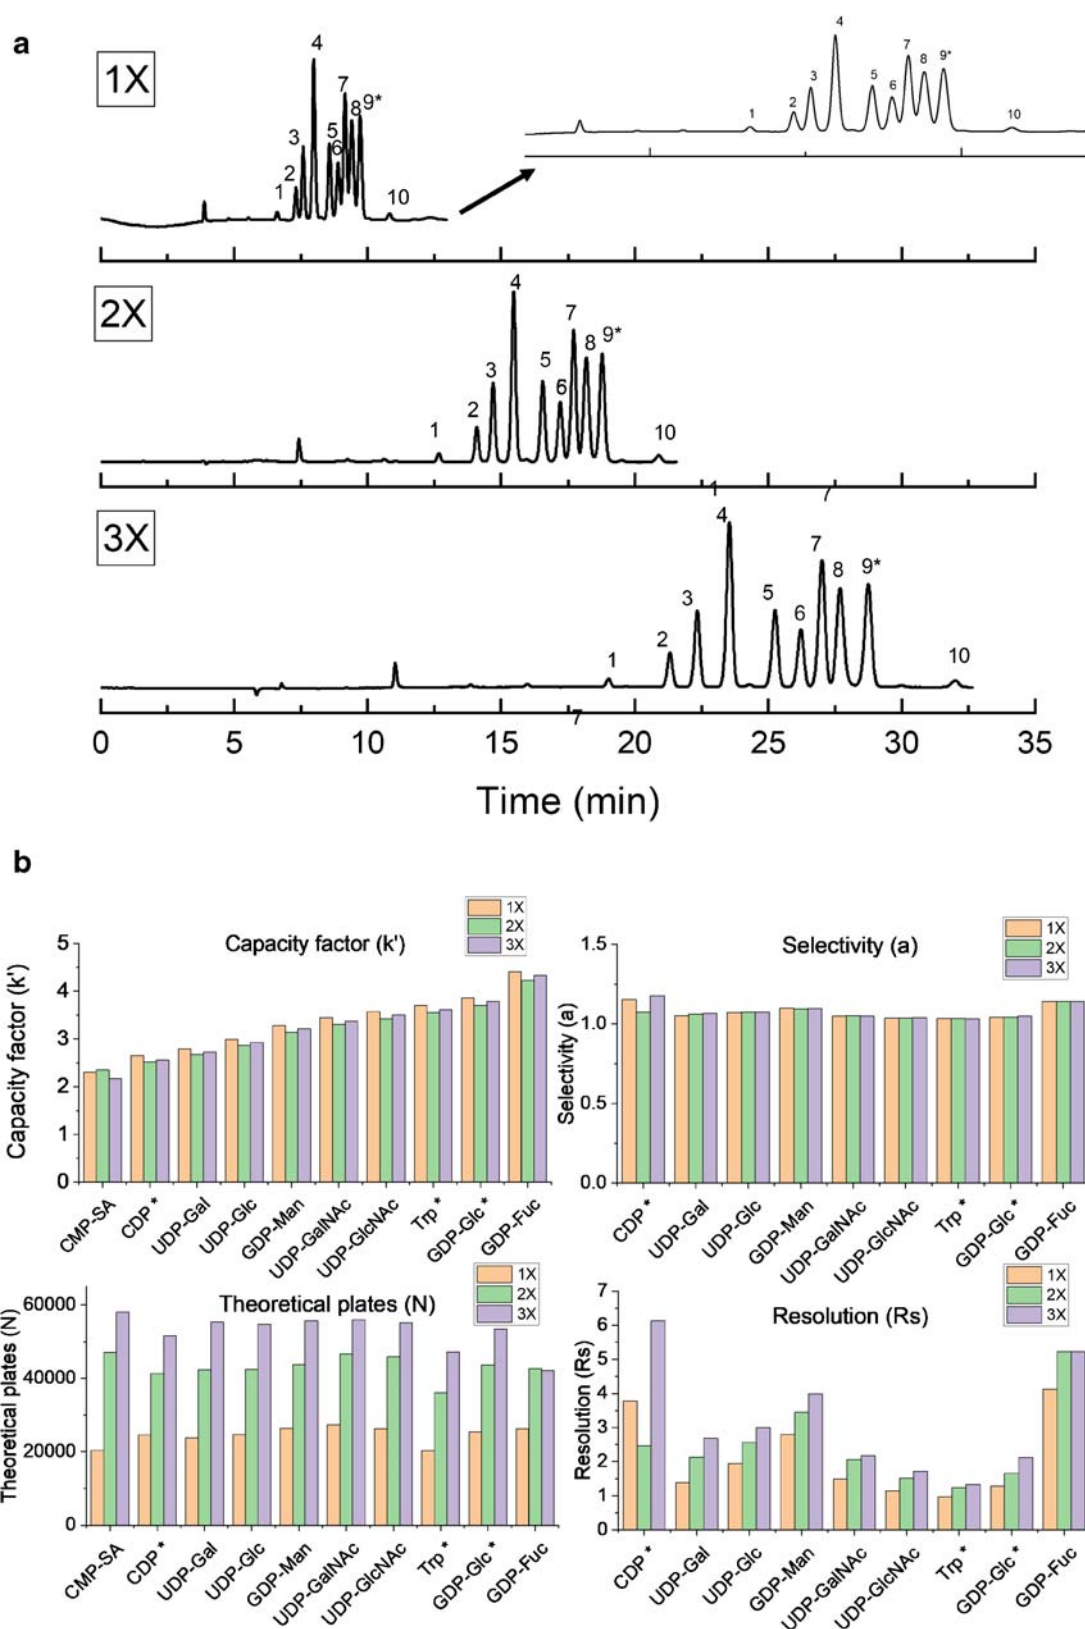 a
1X
1 2 3 4 5 6 7 8 9* 10
1 2 3 4 5 6 7 8 9* 10
2X
1 2 3 4 5 6 7 8 9* 10
3X
1 2 3 4 5 6 7 8 9* 10
0 5 10 15 20 25 30 35
Time (min)
b
Capacity factor (k')
1X
2X
3X
Capacity factor (k')
5
4
3
2
1
0
CMP-SA
CDP*
UDP-Gal
UDP-Glc
GDP-Man
UDP-GalNAc
UDP-GlcNAc
Trp*
GDP-Glc*
GDP-Fuc
Selectivity (a)
1X
2X
3X
Selectivity (a)
1.5
1.0
0.5
0.0
CDP*
UDP-Gal
UDP-Glc
GDP-Man
UDP-GalNAc
UDP-GlcNAc
Trp*
GDP-Glc*
GDP-Fuc
Theoretical plates (N)
1X
2X
3X
Theoretical plates (N)
60000
40000
20000
0
CMP-SA
CDP*
UDP-Gal
UDP-Glc
GDP-Man
UDP-GalNAc
UDP-GlcNAc
Trp*
GDP-Glc*
GDP-Fuc
Resolution (Rs)
1X
2X
3X
Resolution (Rs)
7
6
5
4
3
2
1
0
CDP*
UDP-Gal
UDP-Glc
GDP-Man
UDP-GalNAc
UDP-GlcNAc
Trp*
GDP-Glc*
GDP-Fuc